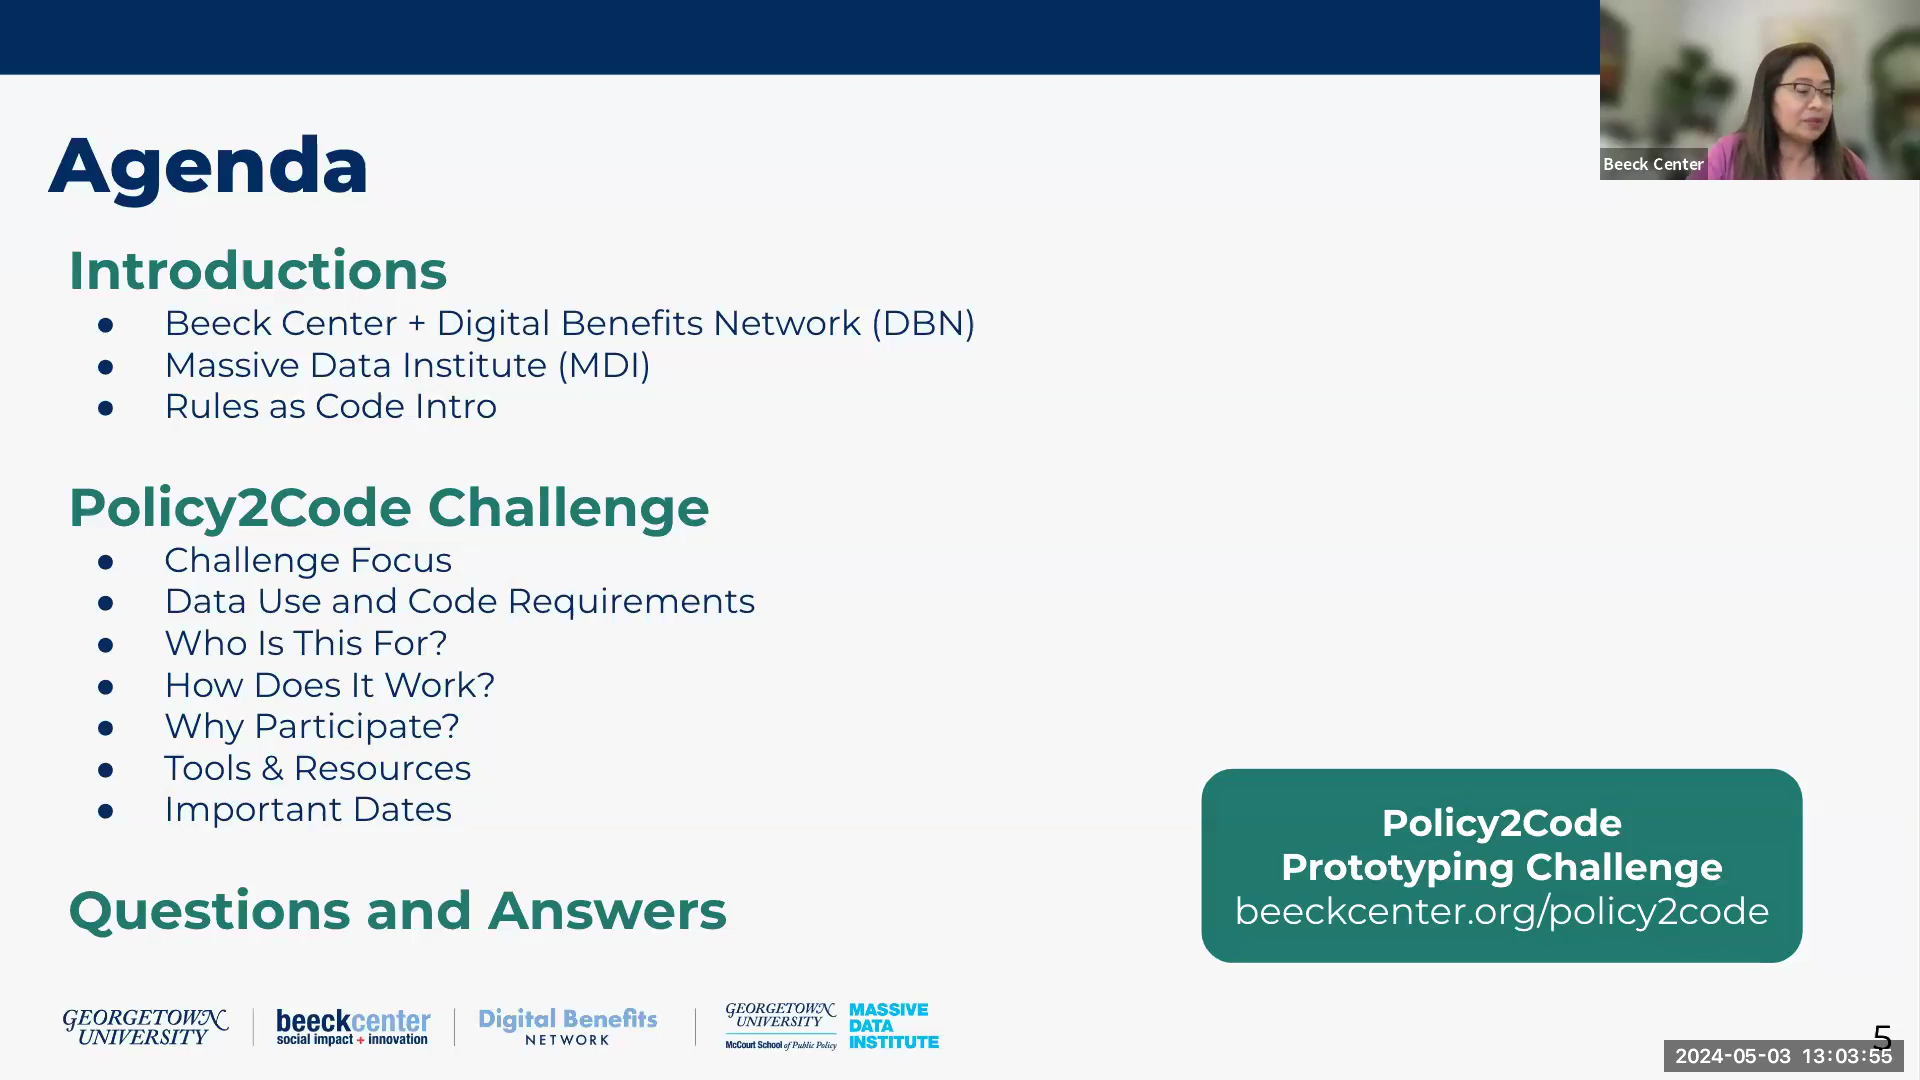 Beeck Center
Agenda
Introductions
● Beeck Center + Digital Benefits Network (DBN)
● Massive Data Institute (MDI)
● Rules as Code Intro
Policy2Code Challenge
● Challenge Focus
● Data Use and Code Requirements
● Who Is This For?
● How Does It Work?
● Why Participate?
● Tools & Resources
● Important Dates
Questions and Answers
Policy2Code
Prototyping Challenge
beeckcenter.org/policy2code
GEORGETOWN
UNIVERSITY
beeckcenter
social impact + innovation
Digital Benefits
NETWORK
GEORGETOWN
UNIVERSITY
McCourt School of Public Policy
MASSIVE
DATA
INSTITUTE
5
2024-05-03 13:03:55